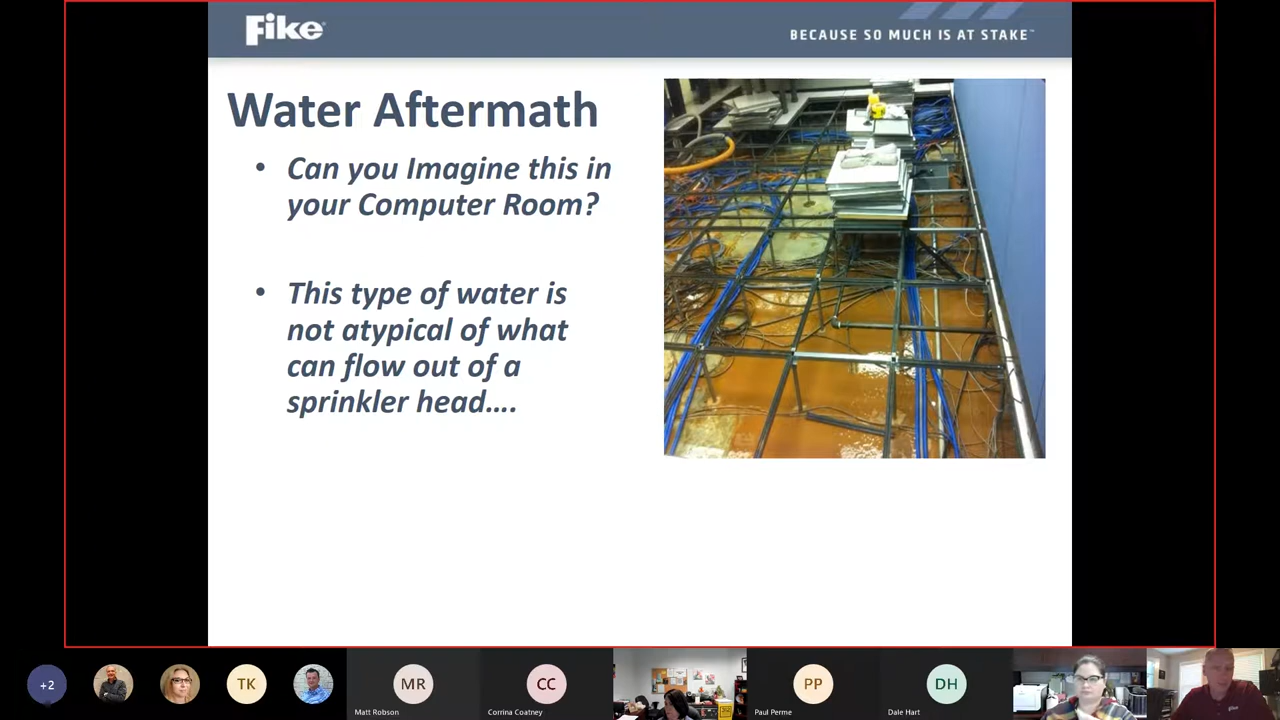 Fike
BECAUSE SO MUCH IS AT STAKE™
Water Aftermath
• Can you Imagine this in
your Computer Room?
• This type of water is
not atypical of what
can flow out of a
sprinkler head....
+2
TK
MR
CC
PP
DH
Matt Robson
Corrina Coatney
Paul Perme
Dale Hart